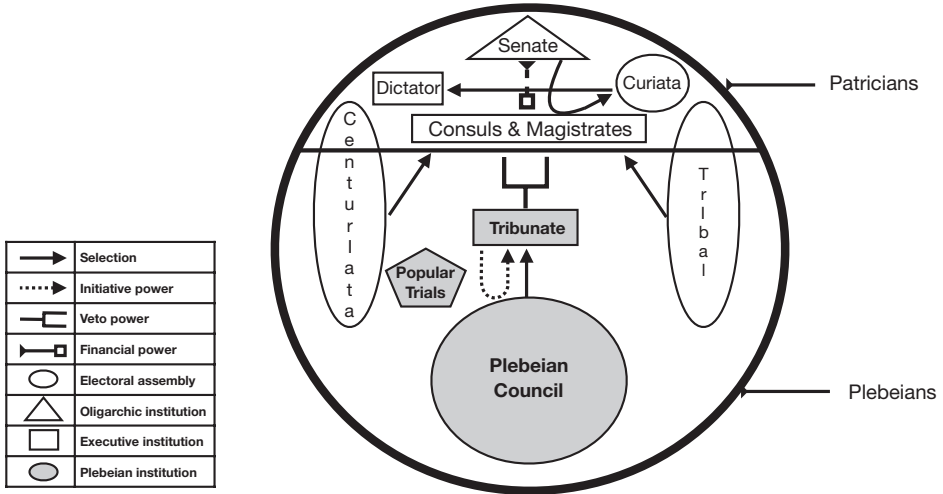 Senate
Dictator
Curiata
Consuls & Magistrates
Patricians
C
e
n
t
u
r
I
a
t
a
T
r
I
b
a
l
Tribunate
Popular
Trials
Plebeian
Council
Plebeians
Selection
Initiative power
Veto power
Financial power
Electoral assembly
Oligarchic institution
Executive institution
Plebeian institution